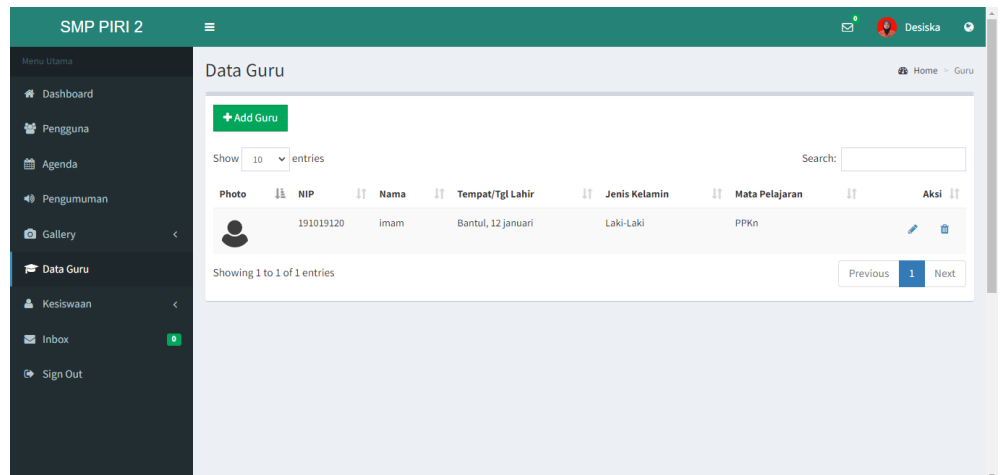 SMP PIRI 2
0
Desiska
Menu Utama
Dashboard
Pengguna
Agenda
Pengumuman
Gallery
Data Guru
Kesiswaan
Inbox
0
Sign Out
Data Guru
Home > Guru
Add Guru
Show 10 entries
Search:
Photo NIP Nama Tempat/Tgl Lahir Jenis Kelamin Mata Pelajaran Aksi
191019120 imam Bantul, 12 januari Laki-Laki PPKn
Showing 1 to 1 of 1 entries
Previous 1 Next